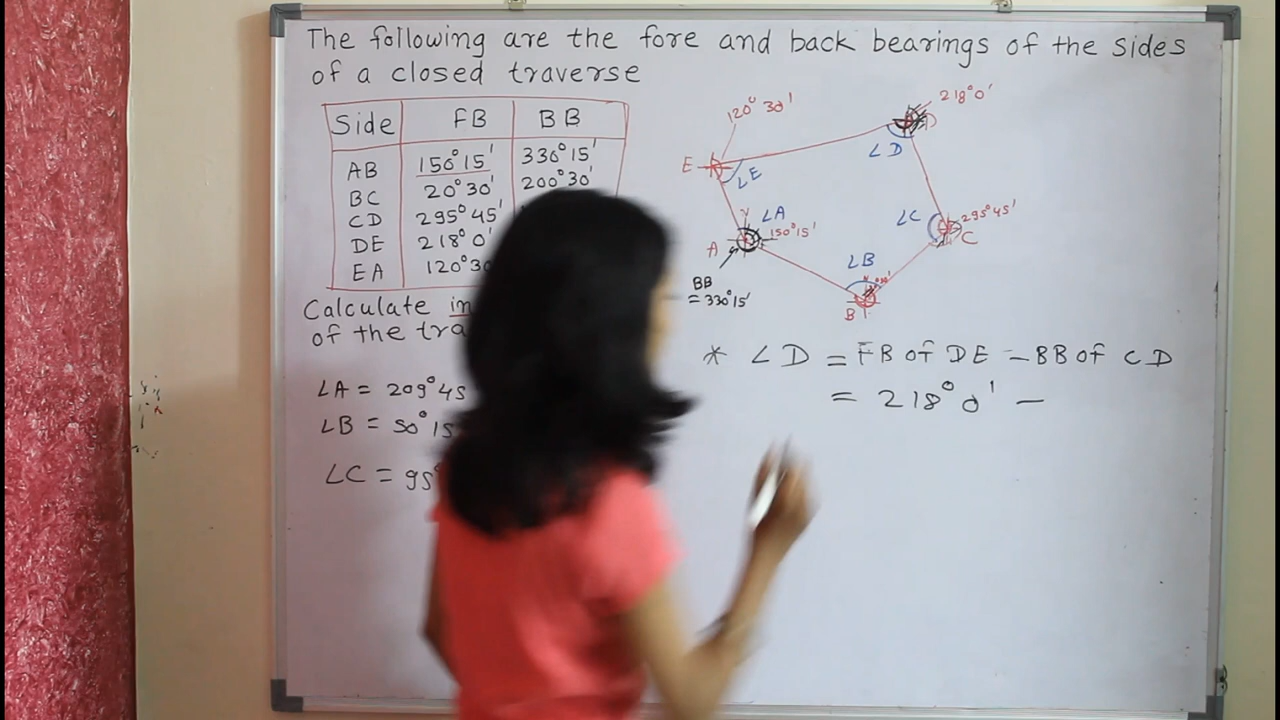 The following are the fore and back bearings of the sides
of a closed traverse
Side FB BB
AB 150°15' 330°15'
BC 20°30' 200°30'
CD 295°45'
DE 218°0'
EA 120°30
Calculate in
of the tra
∠A = 209°45
∠B = 50°15
∠C = 95°
120°30'
218°0'
D
∠D
E
∠E
∠A
150°15'
A
∠C
295°45'
C
∠B
B
BB
= 330°15'
* ∠D = FB of DE - BB of CD
= 218°0' -